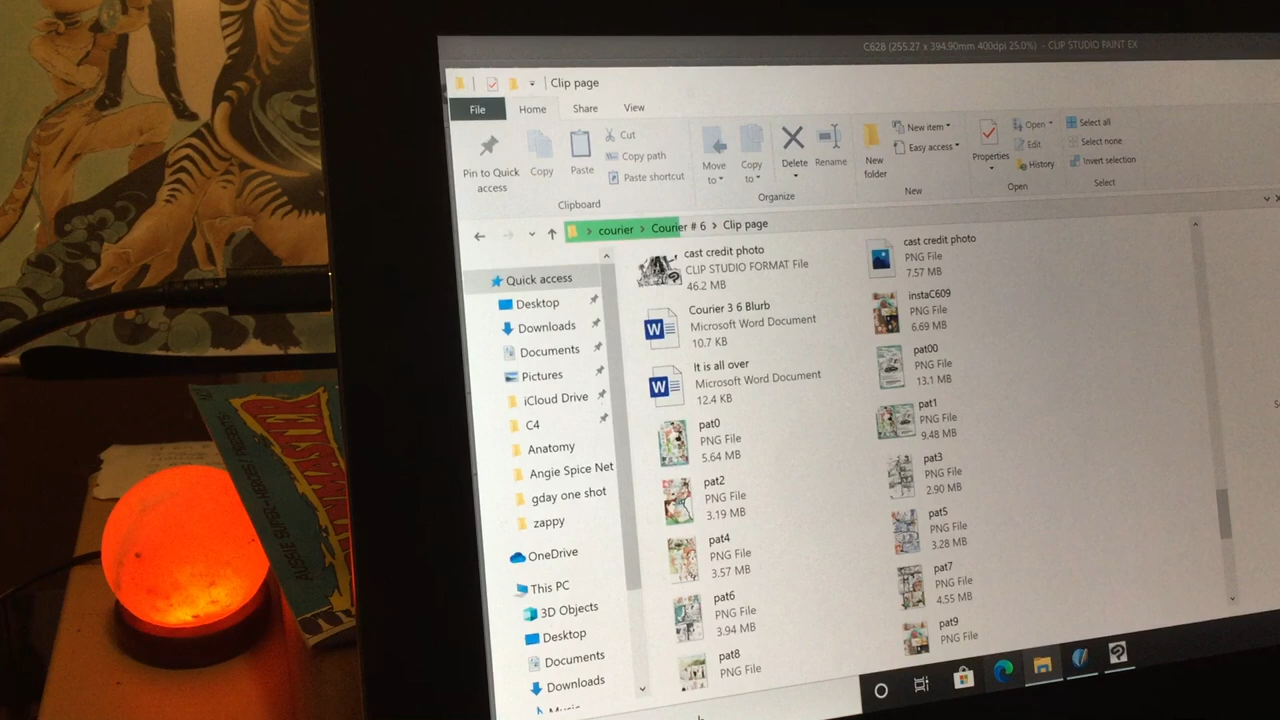 C628 (255.27 x 394.90mm 400dpi 25.0%) - CLIP STUDIO PAINT EX
Clip page
File Home Share View
Pin to Quick access
Copy
Paste
Cut
Copy path
Paste shortcut
Clipboard
Move to
Copy to
Delete
Rename
Organize
New folder
New item
Easy access
New
Properties
Open
Edit
History
Open
Select all
Select none
Invert selection
Select
courier > Courier # 6 > Clip page
Quick access
Desktop
Downloads
Documents
Pictures
iCloud Drive
C4
Anatomy
Angie Spice Net
gday one shot
zappy
OneDrive
This PC
3D Objects
Desktop
Documents
Downloads
cast credit photo
CLIP STUDIO FORMAT File
46.2 MB
cast credit photo
PNG File
7.57 MB
Courier 3 6 Blurb
Microsoft Word Document
10.7 KB
instaC609
PNG File
6.69 MB
It is all over
Microsoft Word Document
12.4 KB
pat00
PNG File
13.1 MB
pat0
PNG File
5.64 MB
pat1
PNG File
9.48 MB
pat2
PNG File
3.19 MB
pat3
PNG File
2.90 MB
pat4
PNG File
3.57 MB
pat5
PNG File
3.28 MB
pat6
PNG File
3.94 MB
pat7
PNG File
4.55 MB
pat8
PNG File
pat9
PNG File
AUSSIE SUPER-HEROES PRESENTS